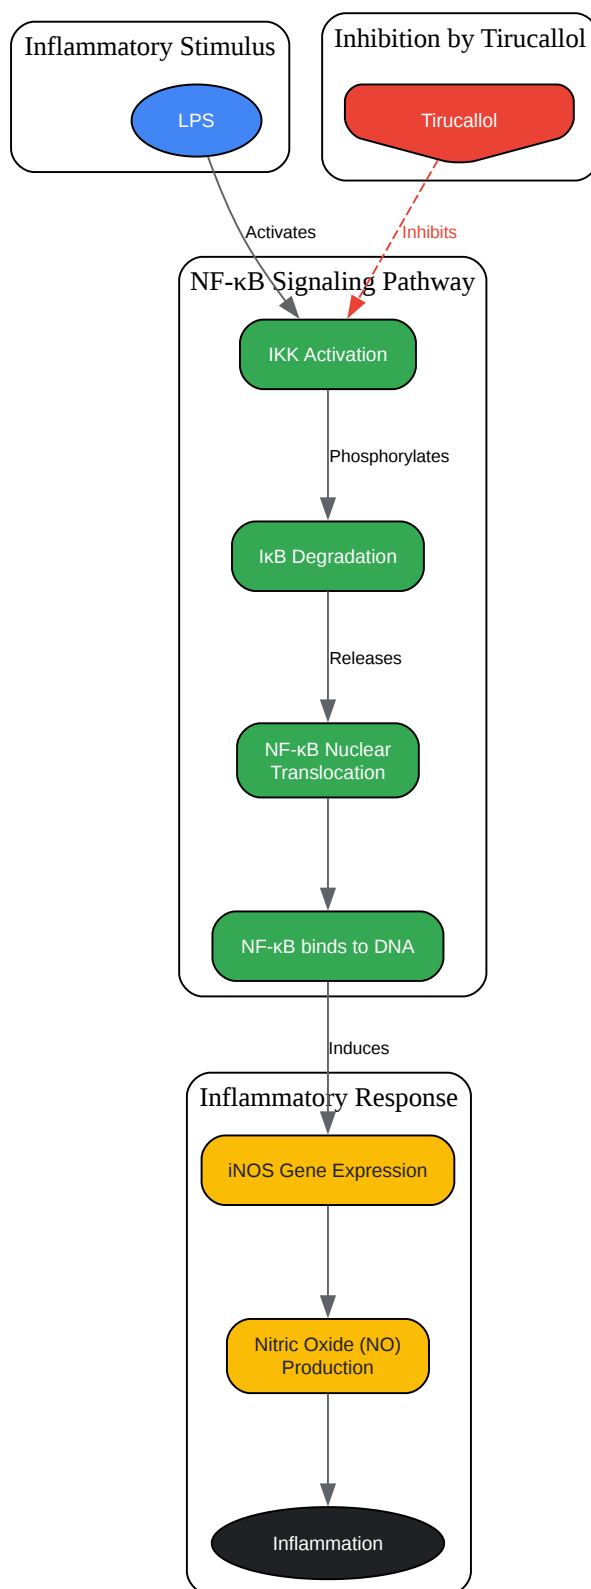 Inflammatory Stimulus
Inhibition by Tirucallol
LPS
Tirucallol
Activates
Inhibits
NF-κB Signaling Pathway
IKK Activation
Phosphorylates
IκB Degradation
Releases
NF-κB Nuclear
Translocation
NF-κB binds to DNA
Induces
Inflammatory Response
iNOS Gene Expression
Nitric Oxide (NO)
Production
Inflammation